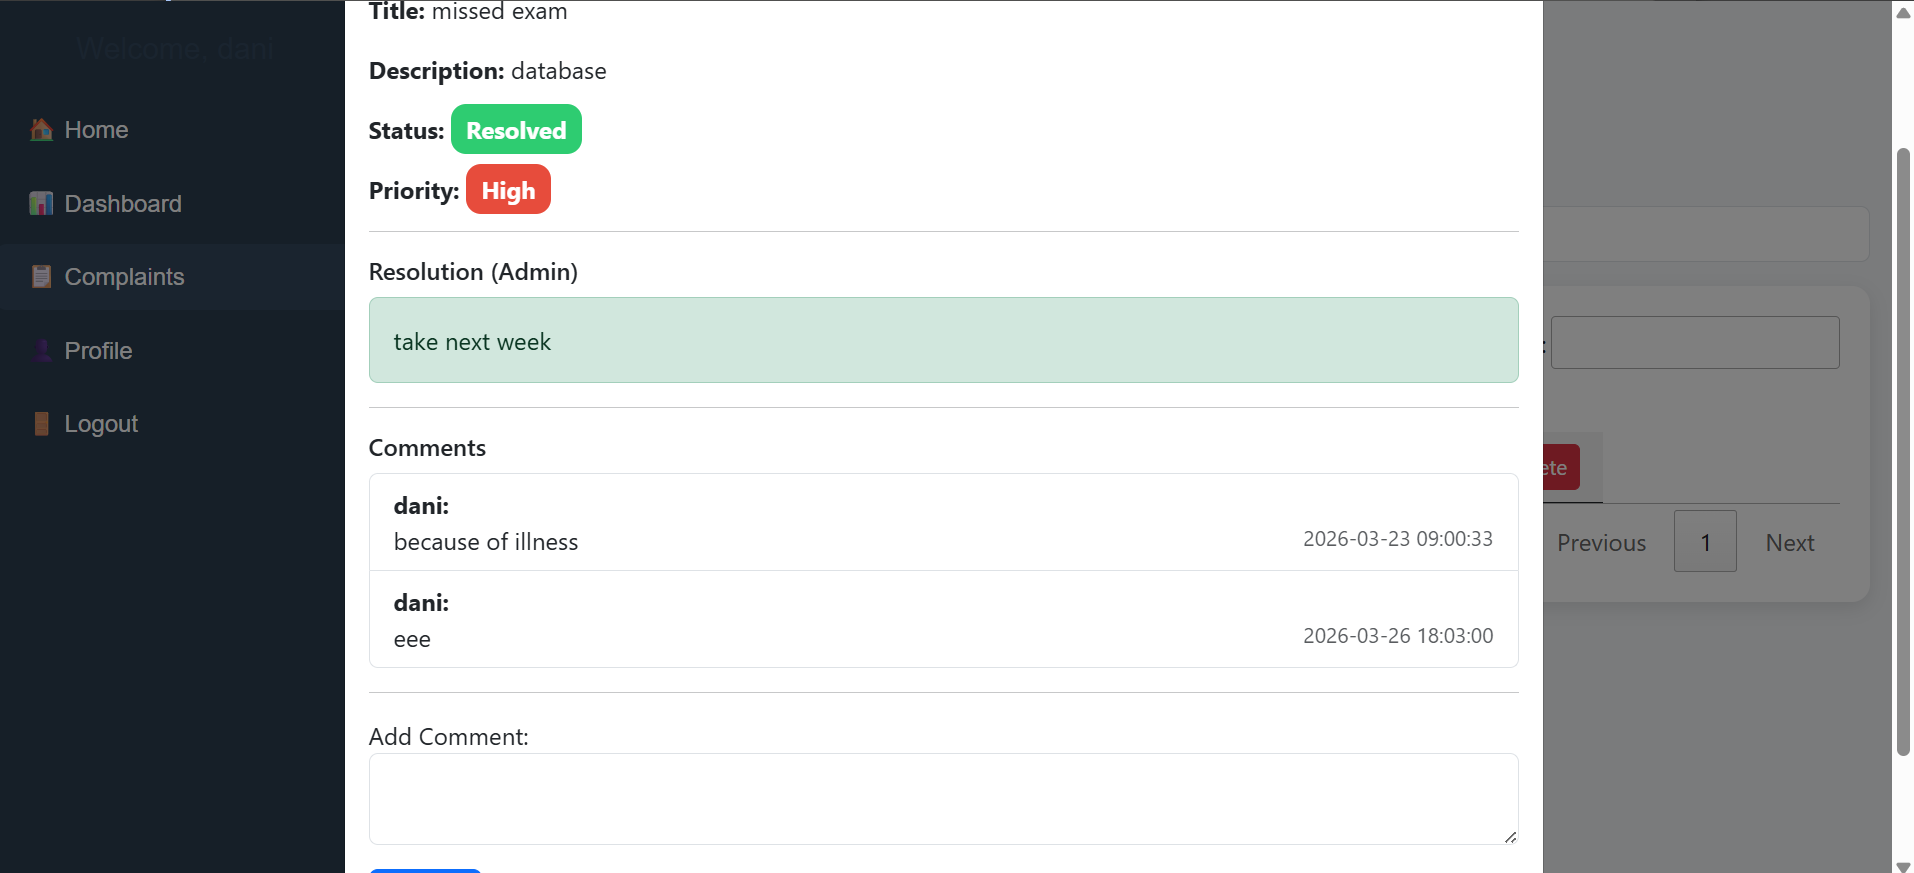 Title: missed exam
Welcome, dani
Description: database
Status: Resolved
Priority: High
Home
Dashboard
Complaints
Profile
Logout
Resolution (Admin)
take next week
Comments
dani:
because of illness
2026-03-23 09:00:33
dani:
eee
2026-03-26 18:03:00
Add Comment:
:
ete
Previous
1
Next